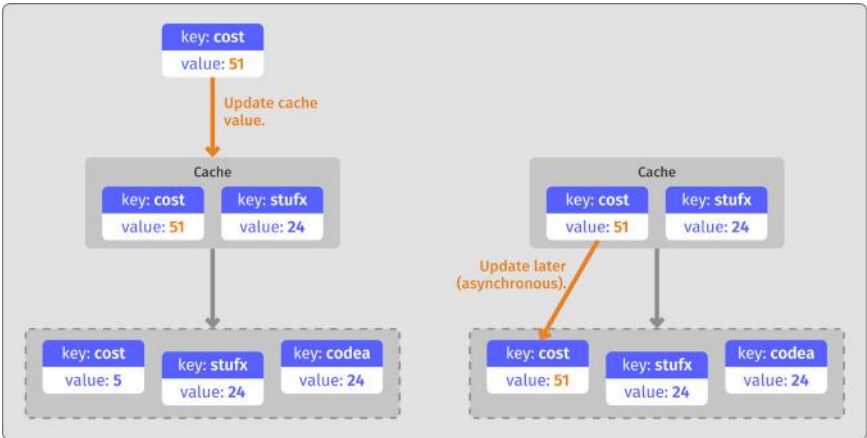 key: cost
value: 51
Update cache
value.
Cache
key: cost
value: 51
key: stufx
value: 24
key: cost
value: 5
key: stufx
value: 24
key: codea
value: 24
Cache
key: cost
value: 51
key: stufx
value: 24
Update later
(asynchronous).
key: cost
value: 51
key: stufx
value: 24
key: codea
value: 24